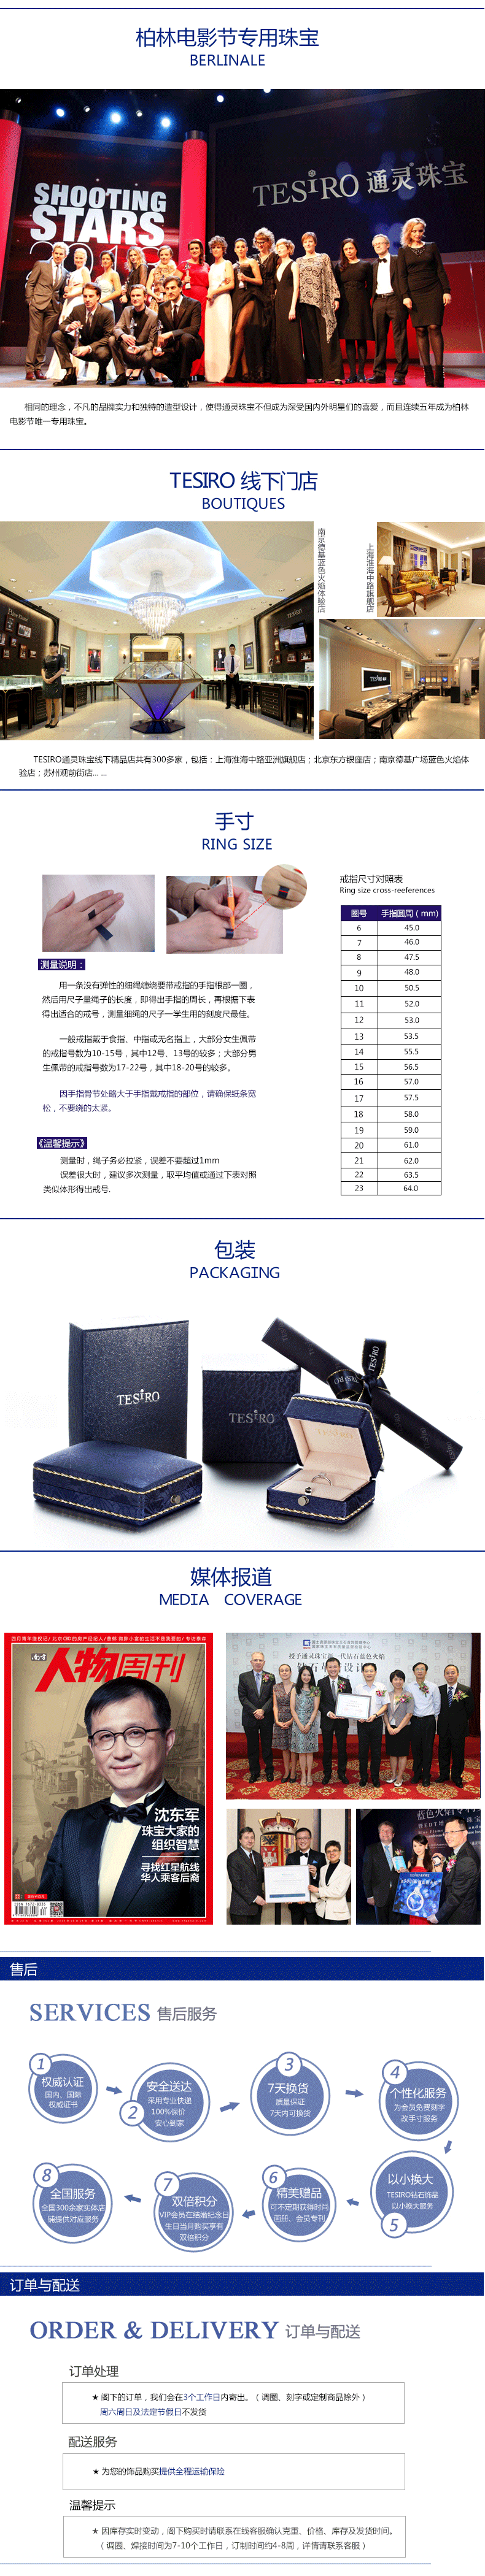 柏林电影节专用珠宝
BERLINALE
SHOOTING
STARS
TESiRO 通灵珠宝
相同的理念，不凡的品牌实力和独特的造型设计，使得通灵珠宝不但成为深受国内外明星们的喜爱，而且连续五年成为柏林
电影节唯一专用珠宝。
TESIRO 线下门店
BOUTIQUES
南京德基蓝色火焰体验店
上海淮海中路旗舰店
TESIRO通灵珠宝线下精品店共有300多家，包括：上海淮海中路亚洲旗舰店；北京东方银座店；南京德基广场蓝色火焰体
验店；苏州观前街店... ...
手寸
RING SIZE
测量说明：
用一条没有弹性的细绳缠绕要带戒指的手指根部一圈，
然后用尺子量绳子的长度，即得出手指的周长，再根据下表
得出适合的戒号，测量细绳的尺子一学生用的刻度尺最佳。
一般戒指戴于食指、中指或无名指上，大部分女生佩带
的戒指号数为10-15号，其中12号、13号的较多；大部分男
生佩带的戒指号数为17-22号，其中18-20号的较多。
因手指骨节处略大于手指戴戒指的部位，请确保纸条宽
松，不要绕的太紧。
《温馨提示》
测量时，绳子务必拉紧，误差不要超过1mm
误差很大时，建议多次测量，取平均值或通过下表对照
类似体形得出戒号.
戒指尺寸对照表
Ring size cross-reeferences
圈号 手指圆周（mm)
6 45.0
7 46.0
8 47.5
9 48.0
10 50.5
11 52.0
12 53.0
13 53.5
14 55.5
15 56.5
16 57.0
17 57.5
18 58.0
19 59.0
20 61.0
21 62.0
22 63.5
23 64.0
包装
PACKAGING
TESiRO
TESiRO
TESiRO
媒体报道
MEDIA COVERAGE
人物周刊
沈东军
珠宝大家的
组织智慧
寻找红星航线
华人乘客后裔
售后
SERVICES 售后服务
1
权威认证
国内、国际
权威证书
2
安全送达
采用专业快递
100%保价
安心到家
3
7天换货
质量保证
7天内可换货
4
个性化服务
为会员免费刻字
改手寸服务
以小换大
TESIRO钻石饰品
以小换大服务
5
6
精美赠品
可不定期获得时尚
画册、会员专刊
7
双倍积分
VIP会员在结婚纪念日
生日当月购买享有
双倍积分
8
全国服务
全国300余家实体店
铺提供对应服务
订单与配送
ORDER & DELIVERY 订单与配送
订单处理
★ 阁下的订单，我们会在3个工作日内寄出。（ 调圈、刻字或定制商品除外 ）
周六周日及法定节假日不发货
配送服务
★ 为您的饰品购买提供全程运输保险
温馨提示
★ 因库存实时变动，阁下购买时请联系在线客服确认克重、价格、库存及发货时间。
（ 调圈、焊接时间为7-10个工作日，订制时间约4-8周，详情请联系客服 ）